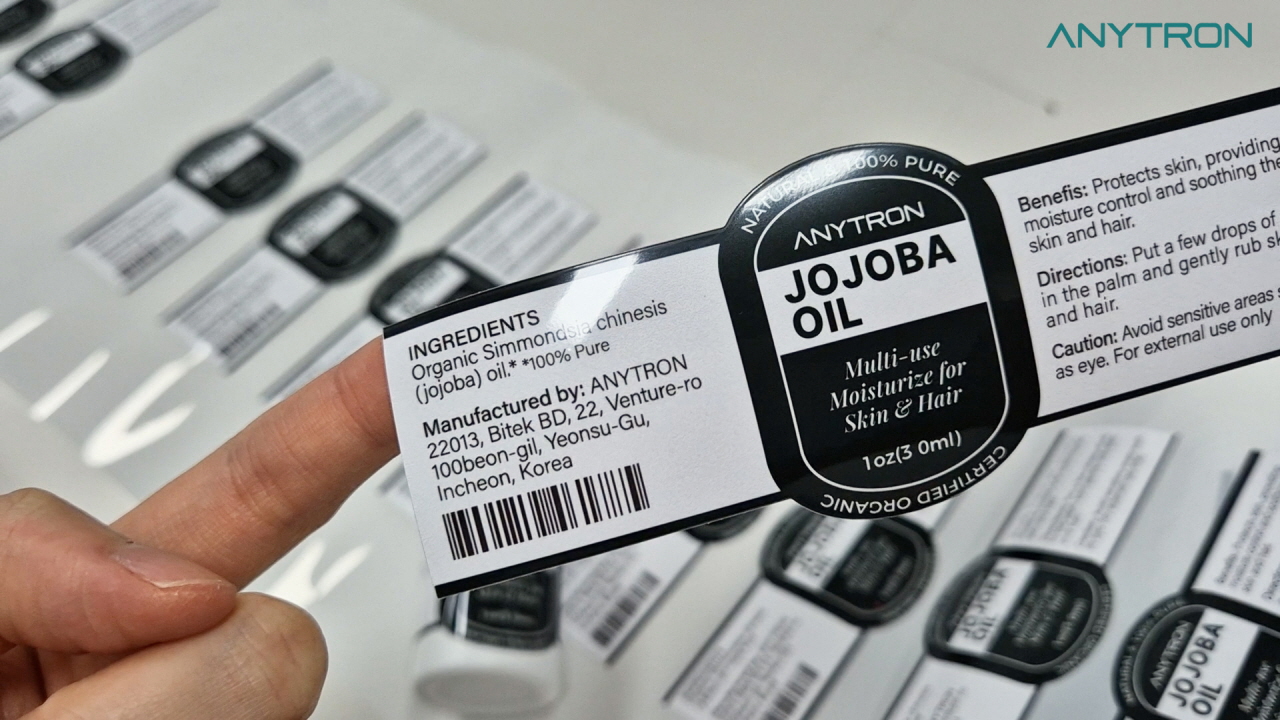 ANYTRON
NATURAL 100% PURE
ANYTRON
JOJOBA
OIL
Multi-use
Moisturize for
Skin & Hair
1oz(3 0ml)
CERTIFIED ORGANIC
INGREDIENTS
Organic Simmondsia chinesis
(jojoba) oil.* *100% Pure
Manufactured by: ANYTRON
22013, Bitek BD, 22, Venture-ro
100beon-gil, Yeonsu-Gu,
Incheon, Korea
Benefis: Protects skin, providing
moisture control and soothing the
skin and hair.
Directions: Put a few drops of
in the palm and gently rub
and hair.
Caution: Avoid sensitive areas
as eye. For external use only
ANYTRON
JOJOBA
OIL